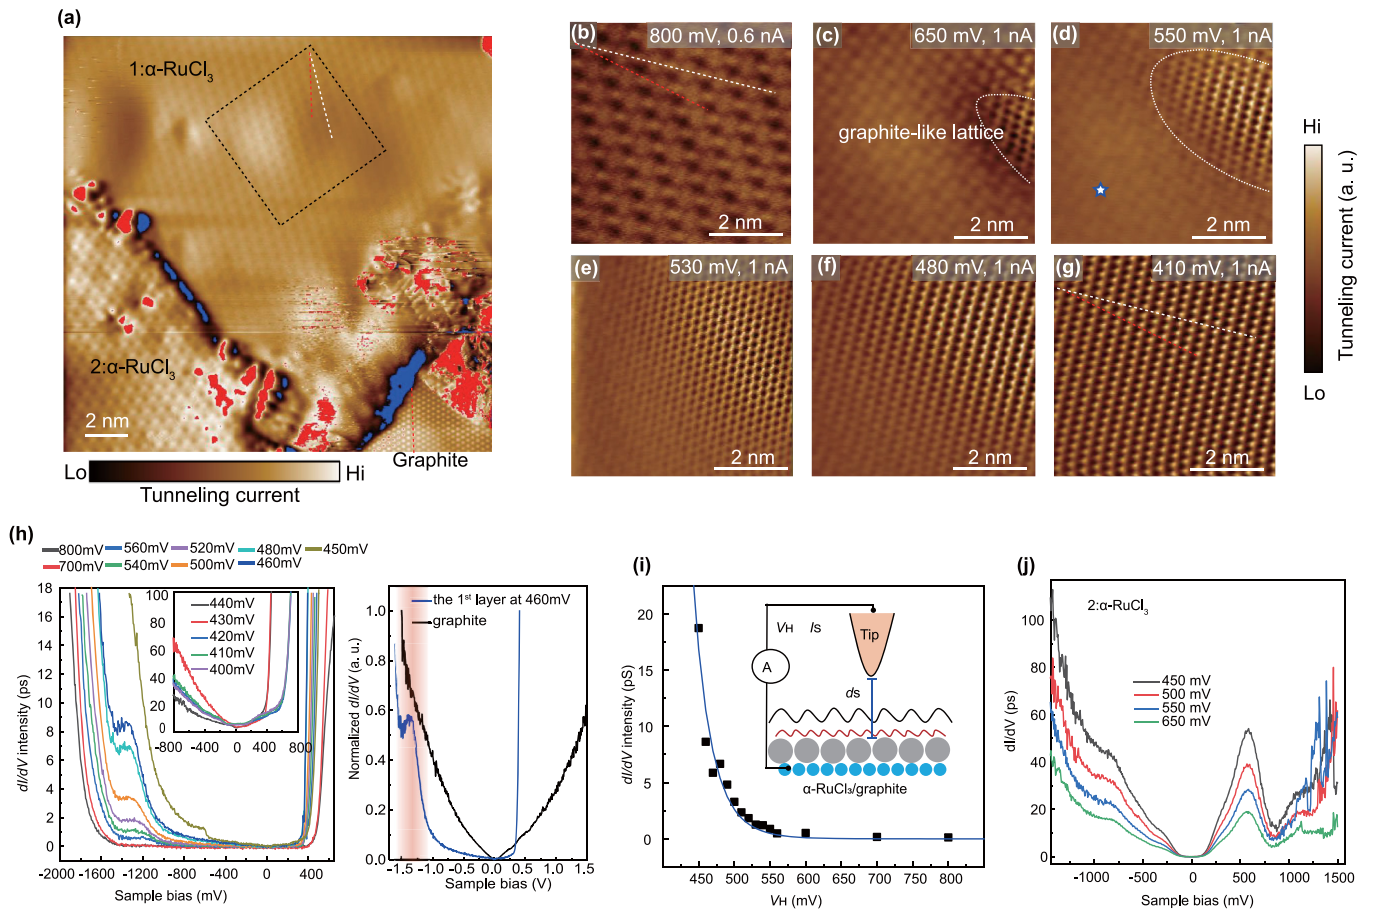 (a)
1:α-RuCl3
2:α-RuCl3
2 nm
Graphite
Lo
Hi
Tunneling current
(b)
800 mV, 0.6 nA
2 nm
(c)
650 mV, 1 nA
graphite-like lattice
2 nm
(d)
550 mV, 1 nA
2 nm
(e)
530 mV, 1 nA
2 nm
(f)
480 mV, 1 nA
2 nm
(g)
410 mV, 1 nA
2 nm
Hi
Lo
Tunneling current (a. u.)
(h)
800mV 560mV 520mV 480mV 450mV
700mV 540mV 500mV 460mV
dI/dV intensity (ps)
18
16
14
12
10
8
6
4
2
0
-2000 -1600 -1200 -800 -400 0 400
Sample bias (mV)
100
80
60
40
20
0
440mV
430mV
420mV
410mV
400mV
-800 -400 0 400 800
Normalized dI/dV (a. u.)
1.0
0.8
0.6
0.4
0.2
0.0
the 1st layer at 460mV
graphite
-1.5 -1.0 -0.5 0.0 0.5 1.0 1.5
Sample bias (V)
(i)
dI/dV intensity (pS)
20
15
10
5
0
VH IS
Tip
A
ds
α-RuCl3/graphite
450 500 550 600 650 700 750 800
VH (mV)
(j)
2:α-RuCl3
dI/dV (ps)
100
80
60
40
20
0
450 mV
500 mV
550 mV
650 mV
-1000 -500 0 500 1000 1500
Sample bias (mV)